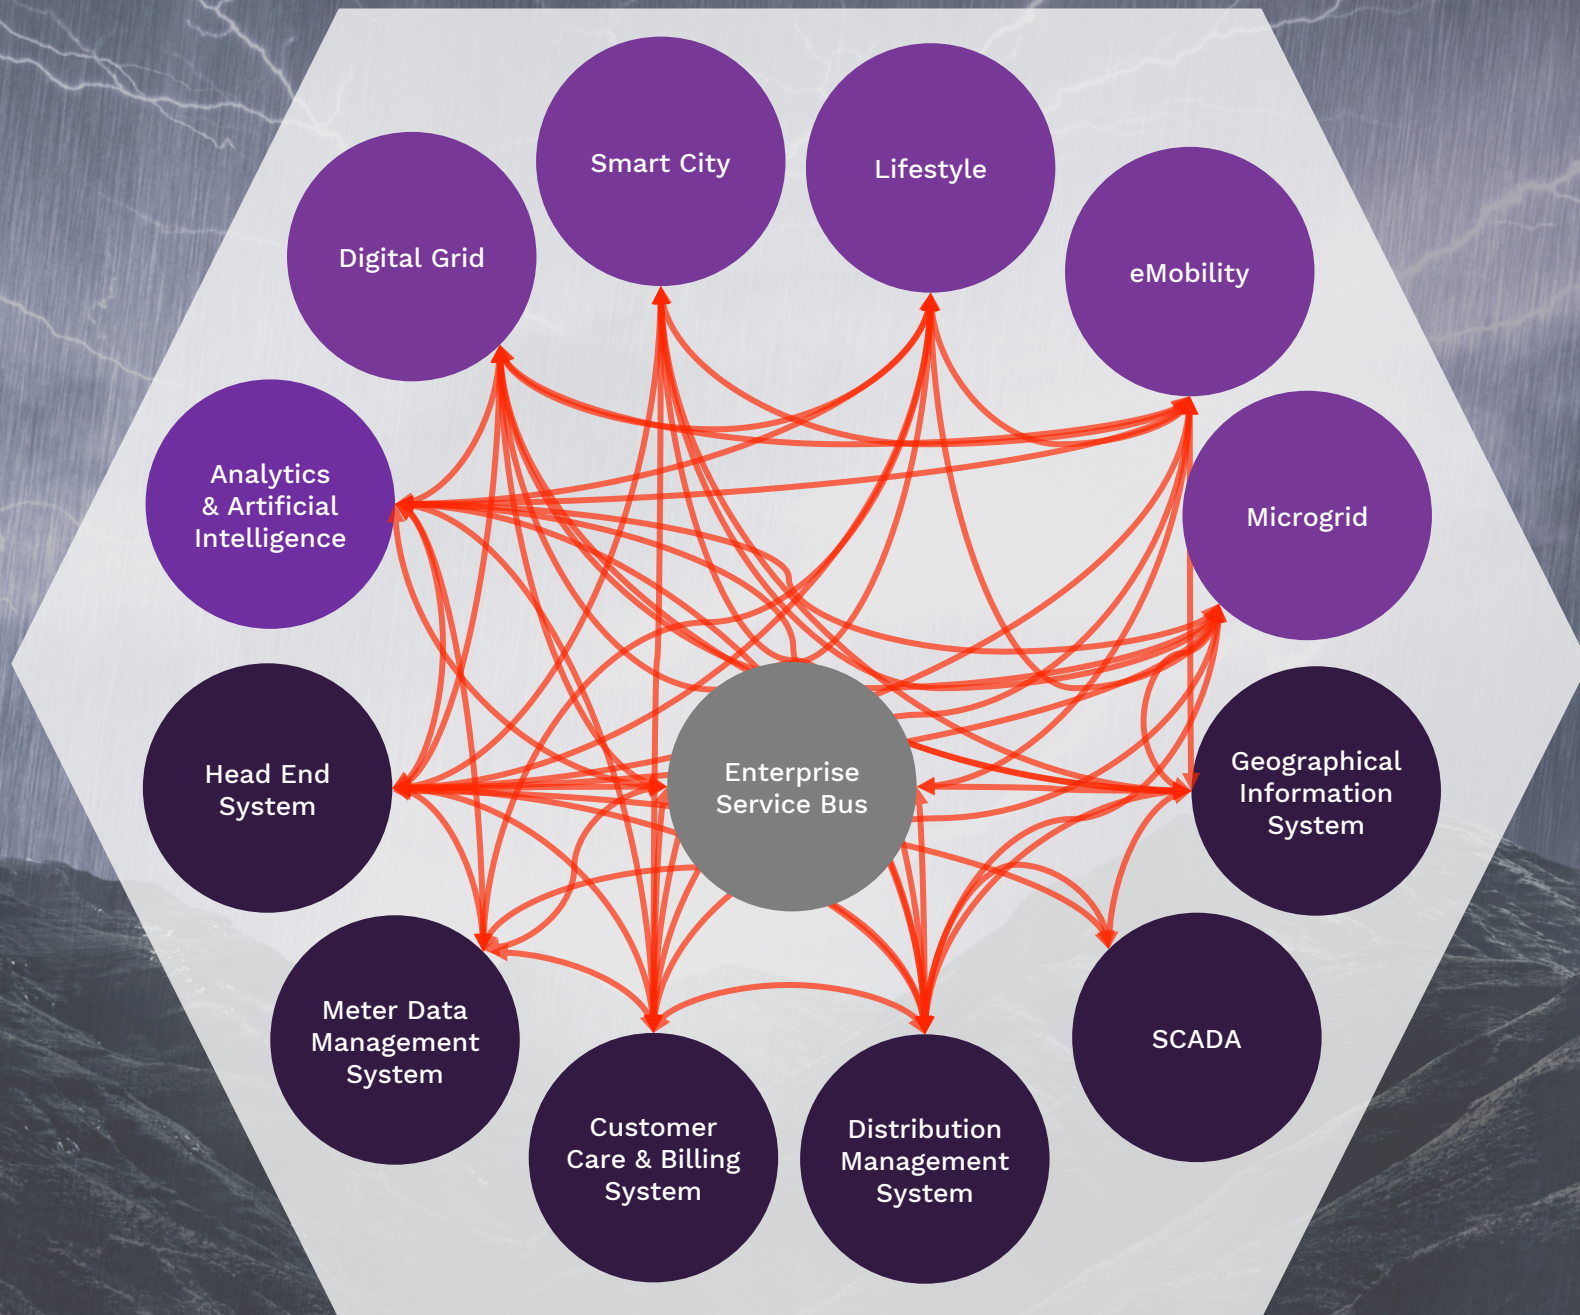 Smart City
Lifestyle
Digital Grid
eMobility
Analytics
& Artificial
Intelligence
Microgrid
Head End
System
Enterprise
Service Bus
Geographical
Information
System
Meter Data
Management
System
Customer
Care & Billing
System
Distribution
Management
System
SCADA